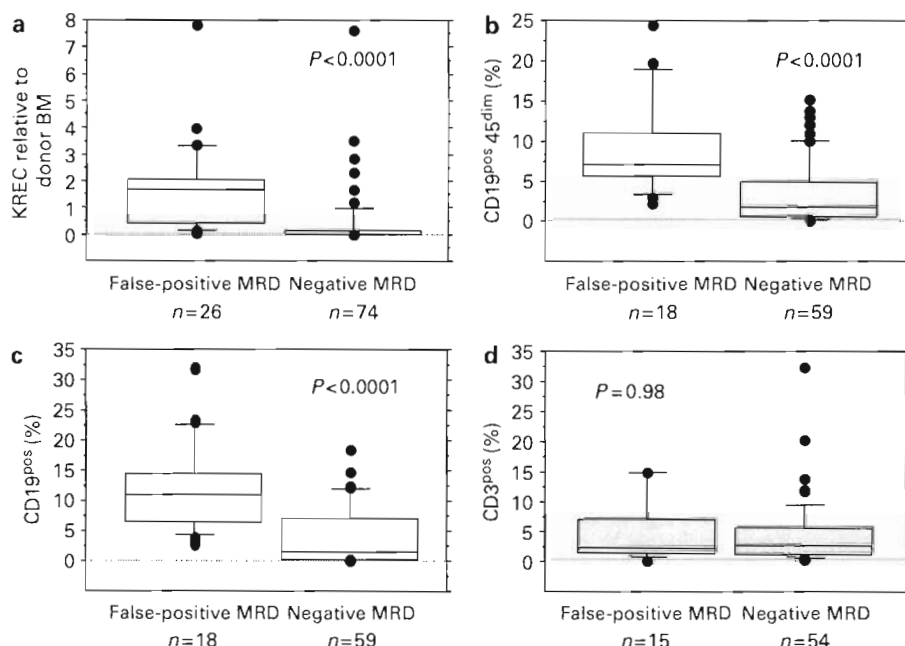 a
KREC relative to
donor BM
8
7
6
5
4
3
2
1
0
P<0.0001
False-positive MRD Negative MRD
n=26 n=74
b
CD19pos 45dim (%)
25
20
15
10
5
0
P<0.0001
False-positive MRD Negative MRD
n=18 n=59
c
CD19pos (%)
35
30
25
20
15
10
5
0
P<0.0001
False-positive MRD Negative MRD
n=18 n=59
d
CD3pos (%)
35
30
25
20
15
10
5
0
P=0.98
False-positive MRD Negative MRD
n=15 n=54